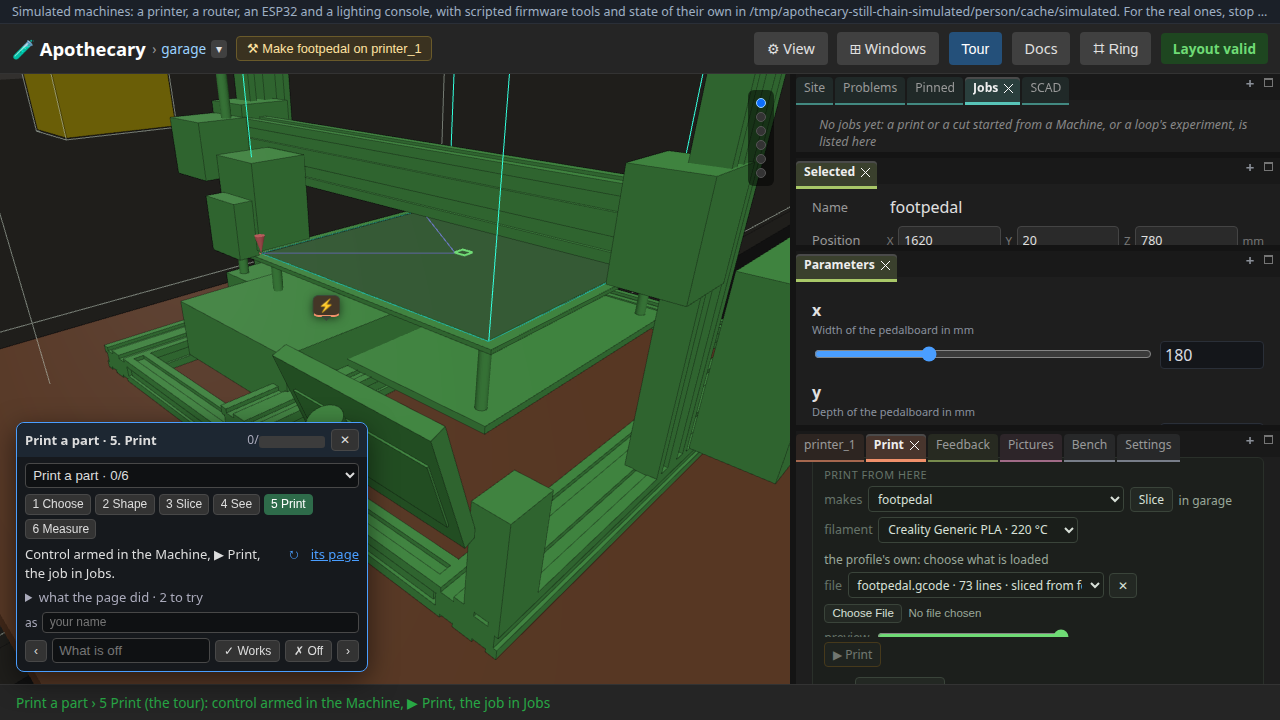 Simulated machines: a printer, a router, an ESP32 and a lighting console, with scripted firmware tools and state of their own in /tmp/apothecary-still-chain-simulated/person/cache/simulated. For the real ones, stop ...
Apothecary › garage ▾
⚒ Make footpedal on printer_1
⚙ View
⊞ Windows
Tour
Docs
⌗ Ring
Layout valid
Site
Problems
Pinned
Jobs
SCAD
No jobs yet: a print or a cut started from a Machine, or a loop's experiment, is
listed here
Selected
Name footpedal
Position X 1620 Y 20 Z 780 mm
Parameters
x
Width of the pedalboard in mm
180
y
Depth of the pedalboard in mm
printer_1
Print
Feedback
Pictures
Bench
Settings
PRINT FROM HERE
makes footpedal Slice in garage
filament Creality Generic PLA · 220 °C
the profile's own: choose what is loaded
file footpedal.gcode · 73 lines · sliced from f ✕
Choose File No file chosen
▶ Print
Print a part · 5. Print 0/ ✕
Print a part · 0/6
1 Choose
2 Shape
3 Slice
4 See
5 Print
6 Measure
Control armed in the Machine, ▶ Print, ↻ its page
the job in Jobs.
▶ what the page did · 2 to try
as your name
‹ What is off ✓ Works ✗ Off ›
Print a part › 5 Print (the tour): control armed in the Machine, ▶ Print, the job in Jobs